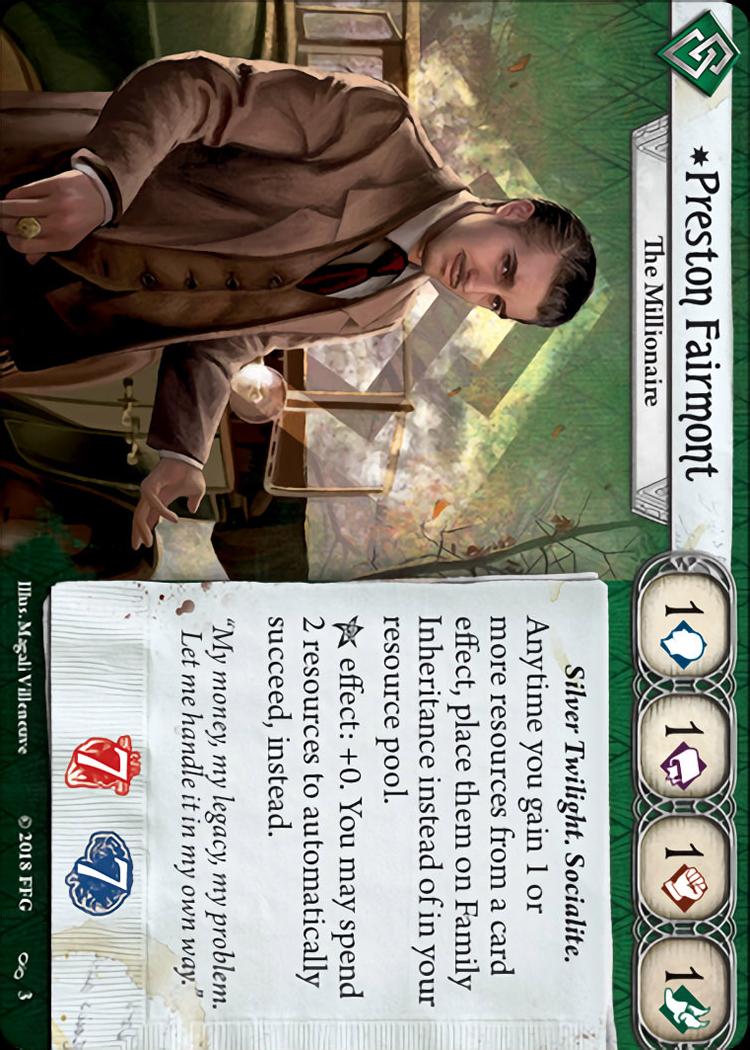 ✷Preston Fairmont
The Millionaire
1 1 1 1
Silver Twilight. Socialite.
Anytime you gain 1 or
more resources from a card
effect, place them on Family
Inheritance instead of in your
resource pool.
effect: +0. You may spend
2 resources to automatically
succeed, instead.
“My money, my legacy, my problem.
Let me handle it in my own way.”
7 7
Illus. Magali Villeneuve
© 2018 FFG
3